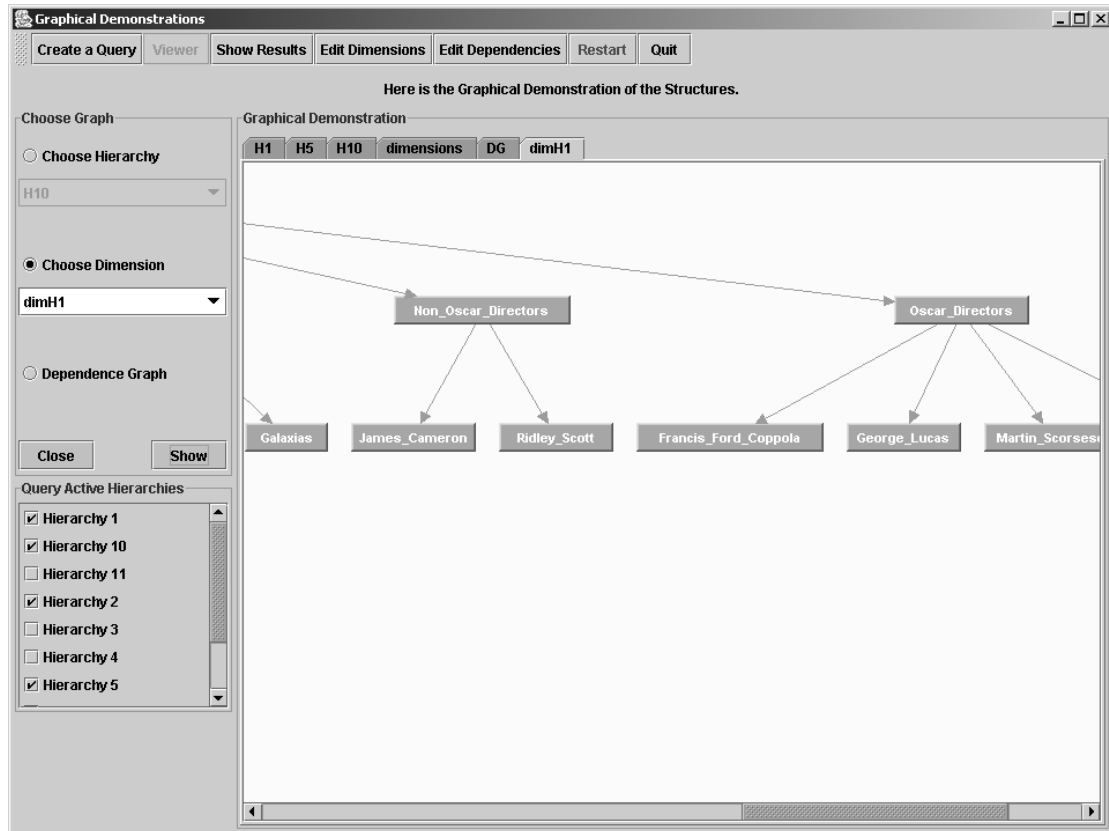 Graphical Demonstrations
Create a Query Viewer Show Results Edit Dimensions Edit Dependencies Restart Quit
Here is the Graphical Demonstration of the Structures.
Choose Graph
Choose Hierarchy
H10
Choose Dimension
dimH1
Dependence Graph
Close Show
Query Active Hierarchies
Hierarchy 1
Hierarchy 10
Hierarchy 11
Hierarchy 2
Hierarchy 3
Hierarchy 4
Hierarchy 5
Graphical Demonstration
H1 H5 H10 dimensions DG dimH1
Non_Oscar_Directors Oscar_Directors
Galaxias James_Cameron Ridley_Scott Francis_Ford_Coppola George_Lucas Martin_Scorses